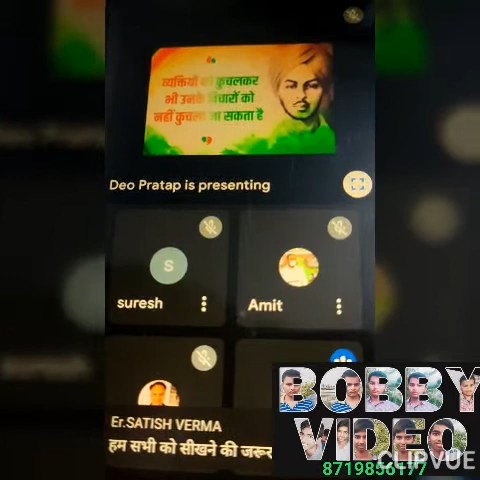 व्यक्तियों को कुचलकर
भी उनके विचारों को
नहीं कुचला जा सकता है
Deo Pratap is presenting
S
suresh
Amit
Er.SATISH VERMA
हम सभी को सीखने की जरूर
BOBBY
VIDEO
CLIPVUE
8719856177